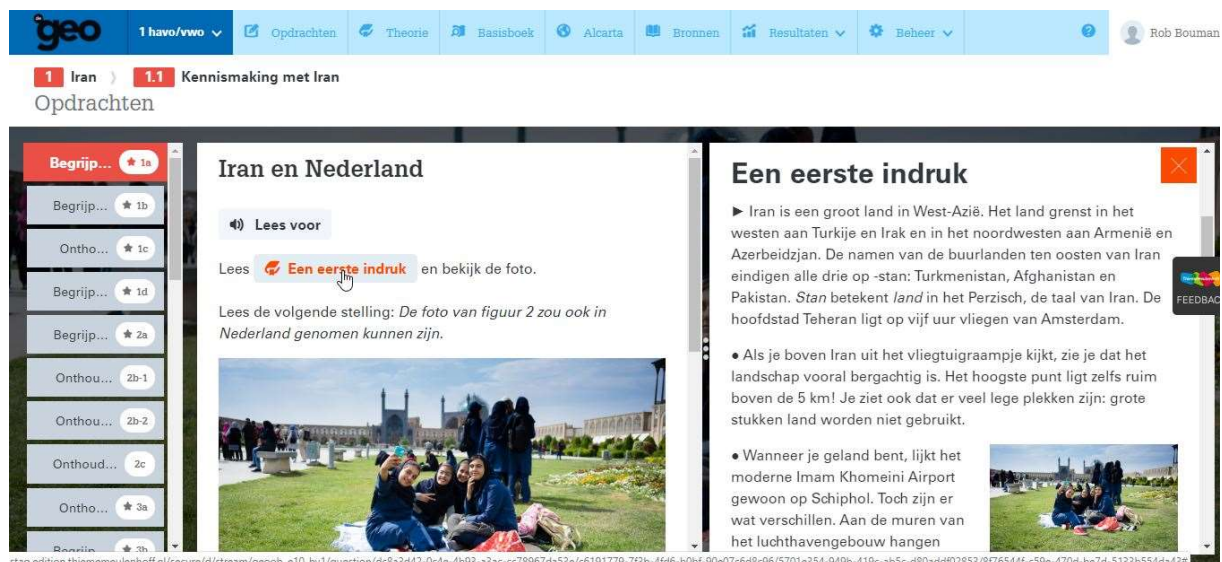 de
geo
1 havo/vwo
Opdrachten
Theorie
Basisboek
Alcarta
Bronnen
Resultaten
Beheer
Rob Bouman
1 Iran
1.1 Kennismaking met Iran
Opdrachten
Begrijp... 1a
Begrijp... 1b
Ontho... 1c
Begrijp... 1d
Begrijp... 2a
Onthou... 2b-1
Onthou... 2b-2
Onthoud... 2c
Ontho... 3a
Begrijp... 3b
Iran en Nederland
Lees voor
Lees Een eerste indruk en bekijk de foto.
Lees de volgende stelling: De foto van figuur 2 zou ook in
Nederland genomen kunnen zijn.
Een eerste indruk
► Iran is een groot land in West-Azië. Het land grenst in het
westen aan Turkije en Irak en in het noordwesten aan Armenië en
Azerbeidzjan. De namen van de buurlanden ten oosten van Iran
eindigen alle drie op -stan: Turkmenistan, Afghanistan en
Pakistan. Stan betekent land in het Perzisch, de taal van Iran. De
hoofdstad Teheran ligt op vijf uur vliegen van Amsterdam.
● Als je boven Iran uit het vliegtuigraampje kijkt, zie je dat het
landschap vooral bergachtig is. Het hoogste punt ligt zelfs ruim
boven de 5 km! Je ziet ook dat er veel lege plekken zijn: grote
stukken land worden niet gebruikt.
● Wanneer je geland bent, lijkt het
moderne Imam Khomeini Airport
gewoon op Schiphol. Toch zijn er
wat verschillen. Aan de muren van
het luchthavengebouw hangen
FEEDBAC